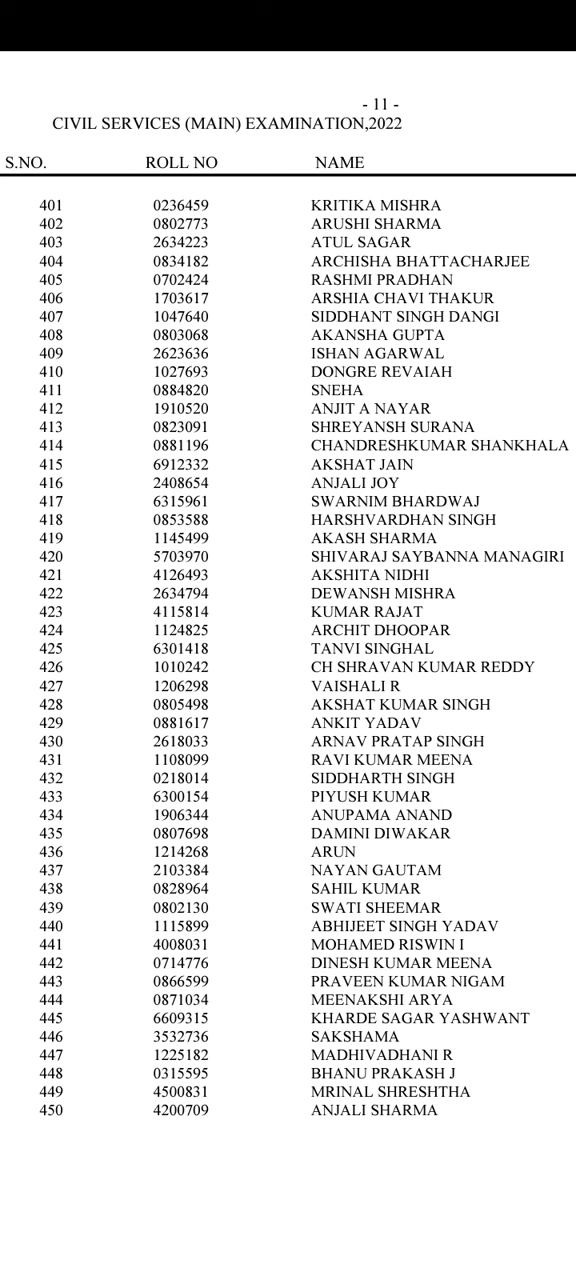 - 11 -
CIVIL SERVICES (MAIN) EXAMINATION,2022
S.NO. ROLL NO NAME
401 0236459 KRITIKA MISHRA
402 0802773 ARUSHI SHARMA
403 2634223 ATUL SAGAR
404 0834182 ARCHISHA BHATTACHARJEE
405 0702424 RASHMI PRADHAN
406 1703617 ARSHIA CHAVI THAKUR
407 1047640 SIDDHANT SINGH DANGI
408 0803068 AKANSHA GUPTA
409 2623636 ISHAN AGARWAL
410 1027693 DONGRE REVAIAH
411 0884820 SNEHA
412 1910520 ANJIT A NAYAR
413 0823091 SHREYANSH SURANA
414 0881196 CHANDRESHKUMAR SHANKHALA
415 6912332 AKSHAT JAIN
416 2408654 ANJALI JOY
417 6315961 SWARNIM BHARDWAJ
418 0853588 HARSHVARDHAN SINGH
419 1145499 AKASH SHARMA
420 5703970 SHIVARAJ SAYBANNA MANAGIRI
421 4126493 AKSHITA NIDHI
422 2634794 DEWANSH MISHRA
423 4115814 KUMAR RAJAT
424 1124825 ARCHIT DHOOPAR
425 6301418 TANVI SINGHAL
426 1010242 CH SHRAVAN KUMAR REDDY
427 1206298 VAISHALI R
428 0805498 AKSHAT KUMAR SINGH
429 0881617 ANKIT YADAV
430 2618033 ARNAV PRATAP SINGH
431 1108099 RAVI KUMAR MEENA
432 0218014 SIDDHARTH SINGH
433 6300154 PIYUSH KUMAR
434 1906344 ANUPAMA ANAND
435 0807698 DAMINI DIWAKAR
436 1214268 ARUN
437 2103384 NAYAN GAUTAM
438 0828964 SAHIL KUMAR
439 0802130 SWATI SHEEMAR
440 1115899 ABHIJEET SINGH YADAV
441 4008031 MOHAMED RISWIN I
442 0714776 DINESH KUMAR MEENA
443 0866599 PRAVEEN KUMAR NIGAM
444 0871034 MEENAKSHI ARYA
445 6609315 KHARDE SAGAR YASHWANT
446 3532736 SAKSHAMA
447 1225182 MADHIVADHANI R
448 0315595 BHANU PRAKASH J
449 4500831 MRINAL SHRESHTHA
450 4200709 ANJALI SHARMA